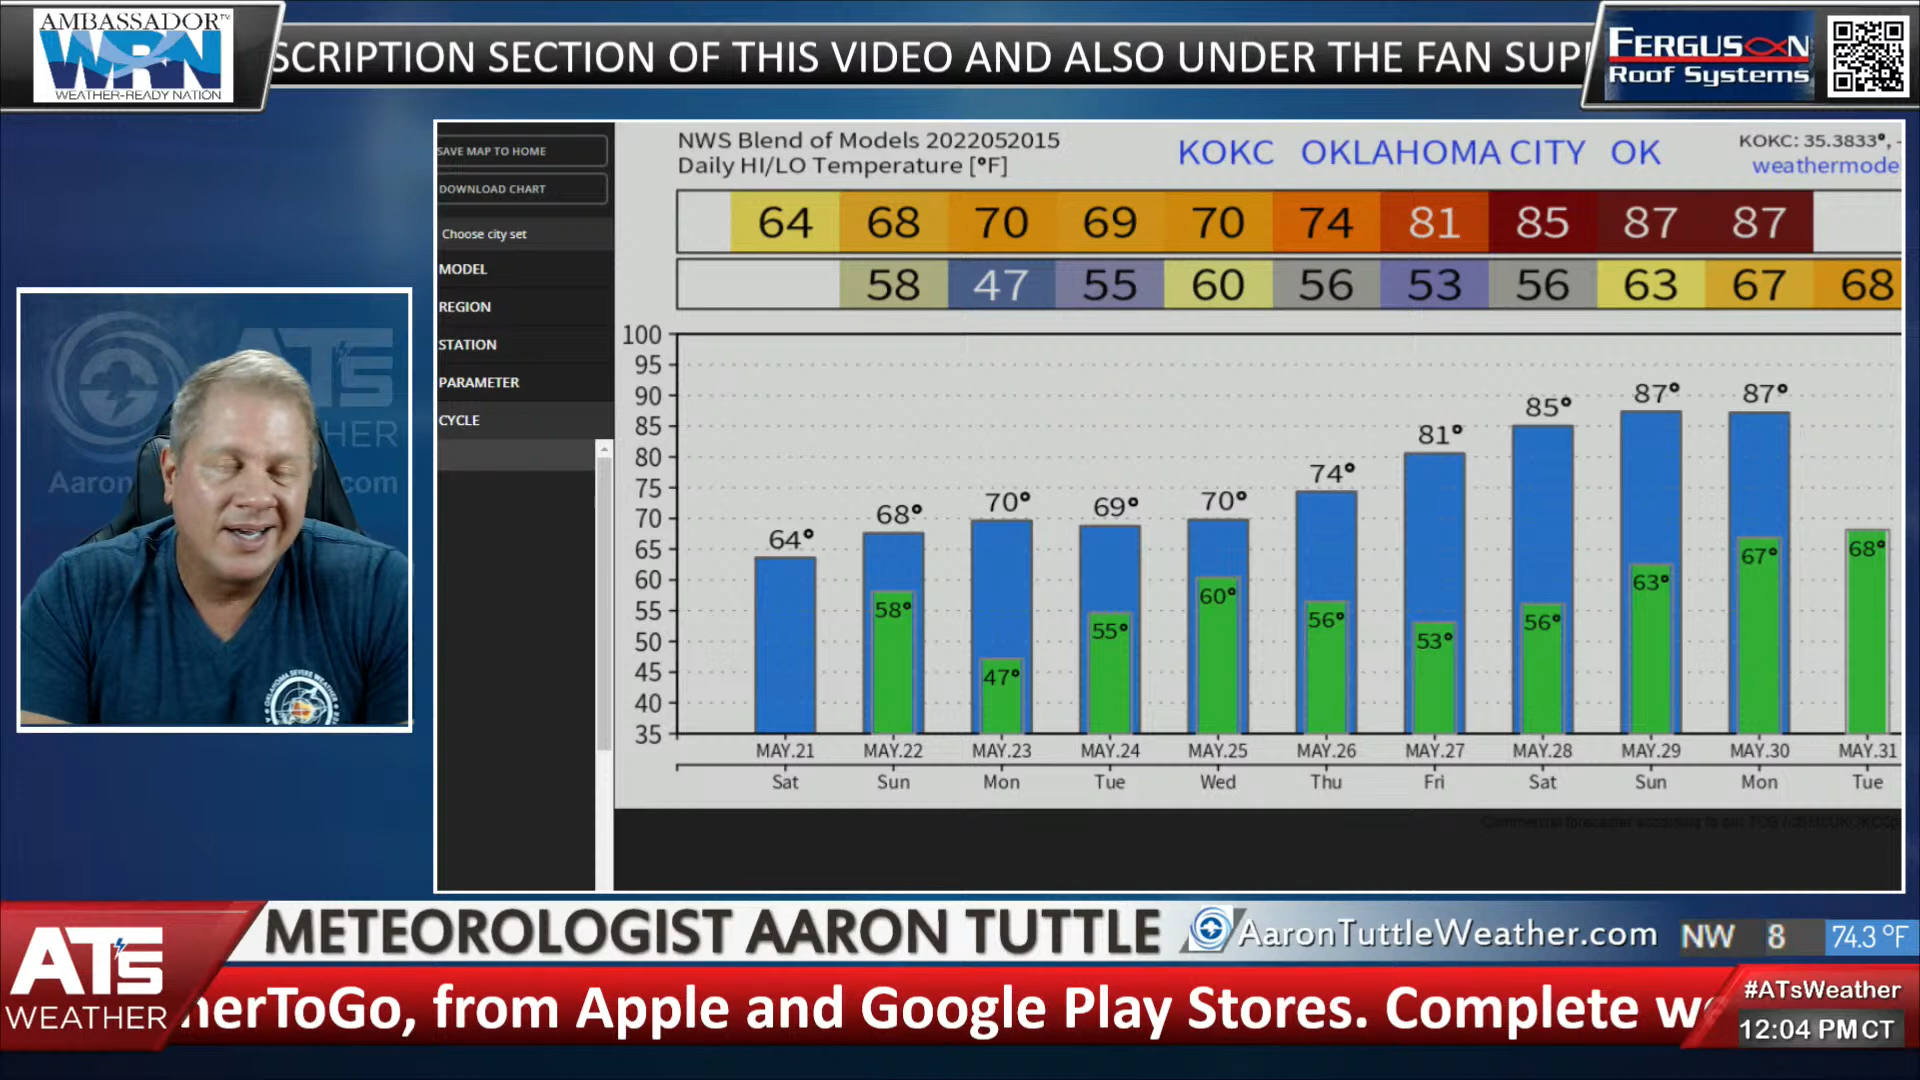 AMBASSADOR TV
WRN
WEATHER-READY NATION
SCRIPTION SECTION OF THIS VIDEO AND ALSO UNDER THE FAN SUP
FERGUSON
Roof Systems
SAVE MAP TO HOME
DOWNLOAD CHART
Choose city set
MODEL
REGION
STATION
PARAMETER
CYCLE
NWS Blend of Models 2022052015
Daily HI/LO Temperature [°F]
KOKC OKLAHOMA CITY OK
KOKC: 35.3833°, -
weathermode
64 68 70 69 70 74 81 85 87 87
58 47 55 60 56 53 56 63 67 68
100
95
90
85
80
75
70
65
60
55
50
45
40
35
64° 68° 70° 69° 70° 74° 81° 85° 87° 87°
58° 47° 55° 60° 56° 53° 56° 63° 67° 68°
MAY.21 MAY.22 MAY.23 MAY.24 MAY.25 MAY.26 MAY.27 MAY.28 MAY.29 MAY.30 MAY.31
Sat Sun Mon Tue Wed Thu Fri Sat Sun Mon Tue
ATs
HER
Aaron
com
OKLAHOMA SEVERE WEATHER
METEOROLOGIST AARON TUTTLE
AaronTuttleWeather.com
NW 8 74.3 °F
ATs
WEATHER
herToGo, from Apple and Google Play Stores. Complete w
#ATsWeather
12:04 PM CT